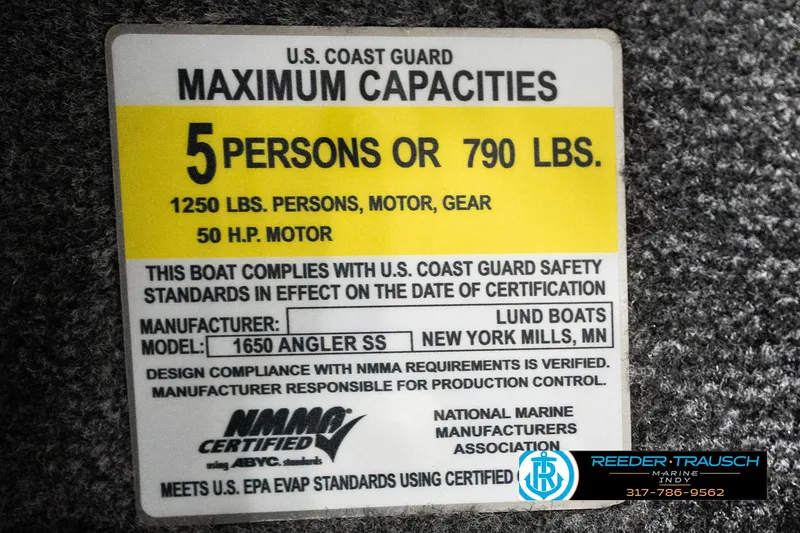 U.S. COAST GUARD
MAXIMUM CAPACITIES
5 PERSONS OR 790 LBS.
1250 LBS. PERSONS, MOTOR, GEAR
50 H.P. MOTOR
THIS BOAT COMPLIES WITH U.S. COAST GUARD SAFETY
STANDARDS IN EFFECT ON THE DATE OF CERTIFICATION
MANUFACTURER: LUND BOATS
MODEL: 1650 ANGLER SS NEW YORK MILLS, MN
DESIGN COMPLIANCE WITH NMMA REQUIREMENTS IS VERIFIED.
MANUFACTURER RESPONSIBLE FOR PRODUCTION CONTROL.
NMMA®
CERTIFIED
using ABYC. standards
NATIONAL MARINE
MANUFACTURERS
ASSOCIATION
MEETS U.S. EPA EVAP STANDARDS USING CERTIFIED
REEDER·TRAUSCH
MARINE
INDY
317-786-9562